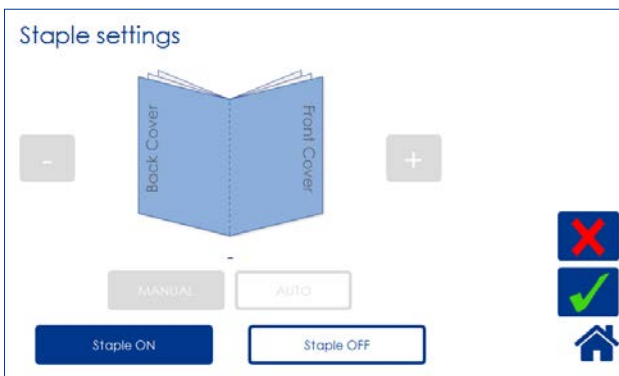 Staple settings
Back Cover
Front Cover
-
+
-
MANUAL
AUTO
Staple ON
Staple OFF